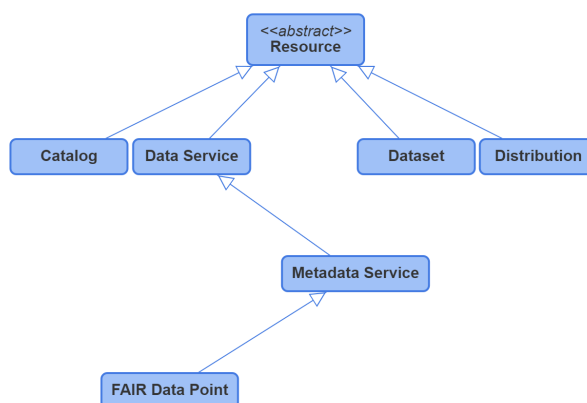 <<abstract>>
Resource
Catalog
Data Service
Dataset
Distribution
Metadata Service
FAIR Data Point